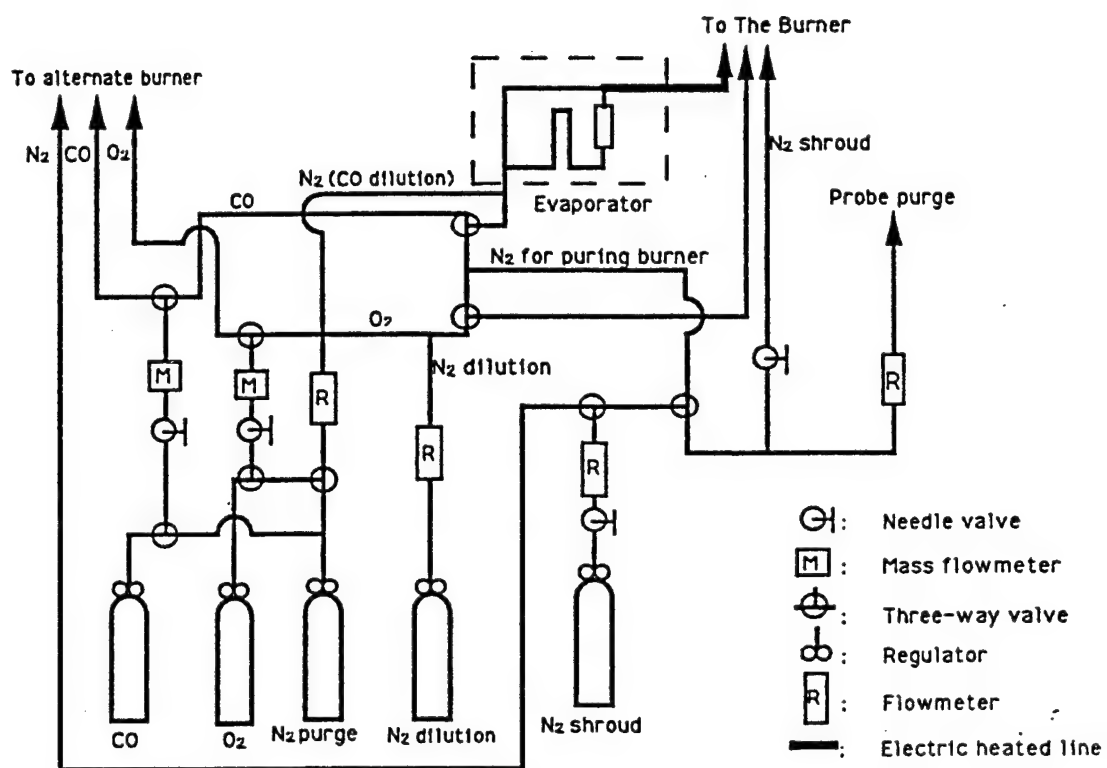 To The Burner
To alternate burner
N₂ CO O₂
N₂ shroud
N₂ (CO dilution)
Evaporator
CO
Probe purge
N₂ for puring burner
O₂
N₂ dilution
M
M
R
R
R
R
Needle valve
M : Mass flowmeter
: Three-way valve
: Regulator
R : Flowmeter
: Electric heated line
CO
O₂
N₂ purge
N₂ dilution
N₂ shroud